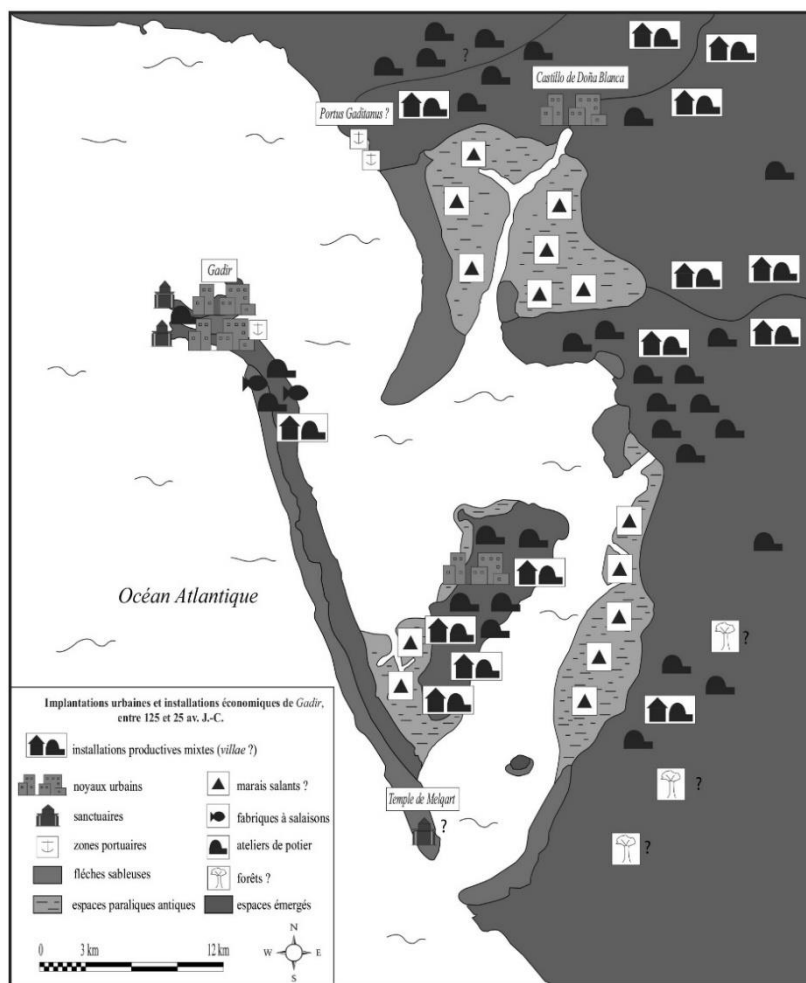 ?
Castillo de Doña Blanca
Portus Gaditanus ?
Gadir
Océan Atlantique
?
?
?
Temple de Melqart
?
Implantations urbaines et installations économiques de Gadir,
entre 125 et 25 av. J.-C.
installations productives mixtes (villae ?)
noyaux urbains
marais salants ?
sanctuaires
fabriques à salaisons
zones portuaires
ateliers de potier
flèches sableuses
forêts ?
espaces paraliques antiques
espaces émergés
0 3 km 12 km
N
W E
S